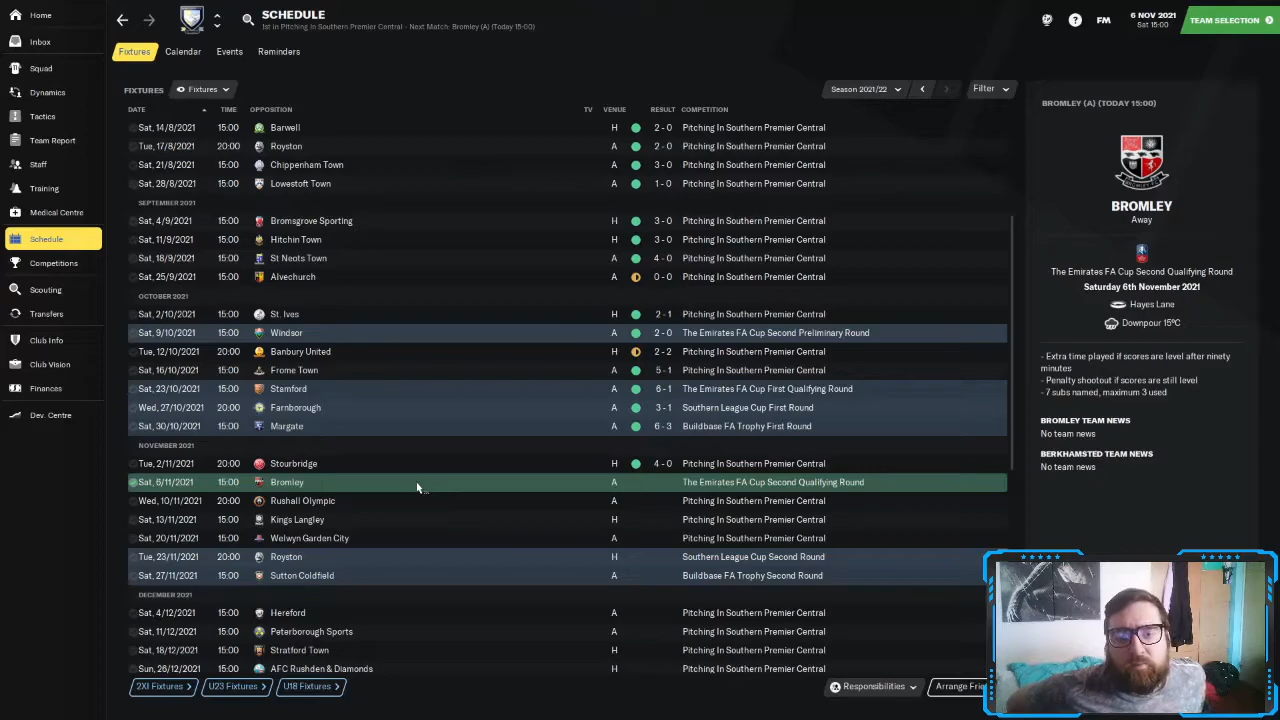 Home
SCHEDULE
1st in Pitching In Southern Premier Central - Next Match: Bromley (A) (Today 15:00)
FM
6 NOV 2021
Sat 15:00
TEAM SELECTION
Inbox
Squad
Dynamics
Tactics
Team Report
Staff
Training
Medical Centre
Schedule
Competitions
Scouting
Transfers
Club Info
Club Vision
Finances
Dev. Centre
Fixtures Calendar Events Reminders
FIXTURES Fixtures Season 2021/22 Filter
DATE TIME OPPOSITION TV VENUE RESULT COMPETITION
Sat, 14/8/2021 15:00 Barwell H 2 - 0 Pitching In Southern Premier Central
Tue, 17/8/2021 20:00 Royston A 2 - 0 Pitching In Southern Premier Central
Sat, 21/8/2021 15:00 Chippenham Town A 3 - 0 Pitching In Southern Premier Central
Sat, 28/8/2021 15:00 Lowestoft Town A 1 - 0 Pitching In Southern Premier Central
SEPTEMBER 2021
Sat, 4/9/2021 15:00 Bromsgrove Sporting H 3 - 0 Pitching In Southern Premier Central
Sat, 11/9/2021 15:00 Hitchin Town H 3 - 0 Pitching In Southern Premier Central
Sat, 18/9/2021 15:00 St Neots Town A 4 - 0 Pitching In Southern Premier Central
Sat, 25/9/2021 15:00 Alvechurch A 0 - 0 Pitching In Southern Premier Central
OCTOBER 2021
Sat, 2/10/2021 15:00 St. Ives H 2 - 1 Pitching In Southern Premier Central
Sat, 9/10/2021 15:00 Windsor A 2 - 0 The Emirates FA Cup Second Preliminary Round
Tue, 12/10/2021 20:00 Banbury United H 2 - 2 Pitching In Southern Premier Central
Sat, 16/10/2021 15:00 Frome Town A 5 - 1 Pitching In Southern Premier Central
Sat, 23/10/2021 15:00 Stamford A 6 - 1 The Emirates FA Cup First Qualifying Round
Wed, 27/10/2021 20:00 Farnborough A 3 - 1 Southern League Cup First Round
Sat, 30/10/2021 15:00 Margate A 6 - 3 Buildbase FA Trophy First Round
NOVEMBER 2021
Tue, 2/11/2021 20:00 Stourbridge H 4 - 0 Pitching In Southern Premier Central
Sat, 6/11/2021 15:00 Bromley A The Emirates FA Cup Second Qualifying Round
Wed, 10/11/2021 20:00 Rushall Olympic A Pitching In Southern Premier Central
Sat, 13/11/2021 15:00 Kings Langley H Pitching In Southern Premier Central
Sat, 20/11/2021 15:00 Welwyn Garden City A Pitching In Southern Premier Central
Tue, 23/11/2021 20:00 Royston H Southern League Cup Second Round
Sat, 27/11/2021 15:00 Sutton Coldfield A Buildbase FA Trophy Second Round
DECEMBER 2021
Sat, 4/12/2021 15:00 Hereford A Pitching In Southern Premier Central
Sat, 11/12/2021 15:00 Peterborough Sports A Pitching In Southern Premier Central
Sat, 18/12/2021 15:00 Stratford Town H Pitching In Southern Premier Central
Sun, 26/12/2021 15:00 AFC Rushden & Diamonds H Pitching In Southern Premier Central
2XI Fixtures U23 Fixtures U18 Fixtures Responsibilities Arrange Frie
BROMLEY (A) (TODAY 15:00)
BROMLEY
Away
The Emirates FA Cup Second Qualifying Round
Saturday 6th November 2021
Hayes Lane
Downpour 15°C
- Extra time played if scores are level after ninety
minutes
- Penalty shootout if scores are still level
- 7 subs named, maximum 3 used
BROMLEY TEAM NEWS
No team news
BERKHAMSTED TEAM NEWS
No team news